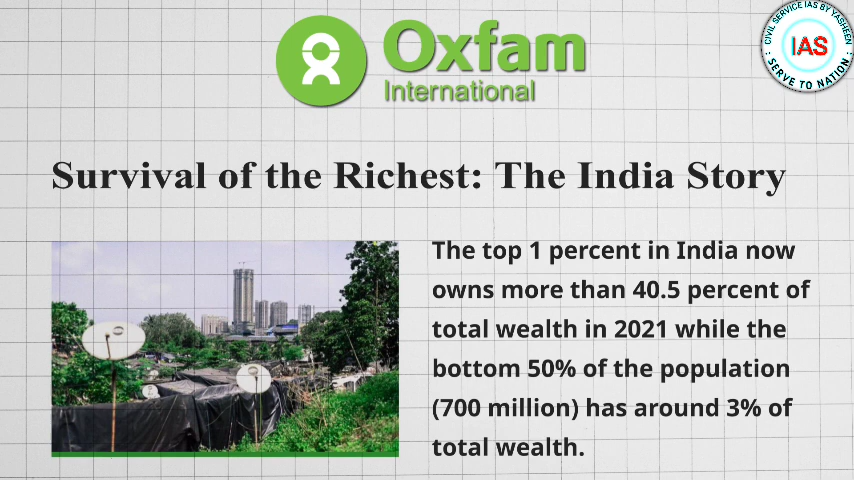 Oxfam
International
CIVIL SERVICE IAS BY YASHEEN
IAS
: SERVE TO NATION :
Survival of the Richest: The India Story
The top 1 percent in India now
owns more than 40.5 percent of
total wealth in 2021 while the
bottom 50% of the population
(700 million) has around 3% of
total wealth.